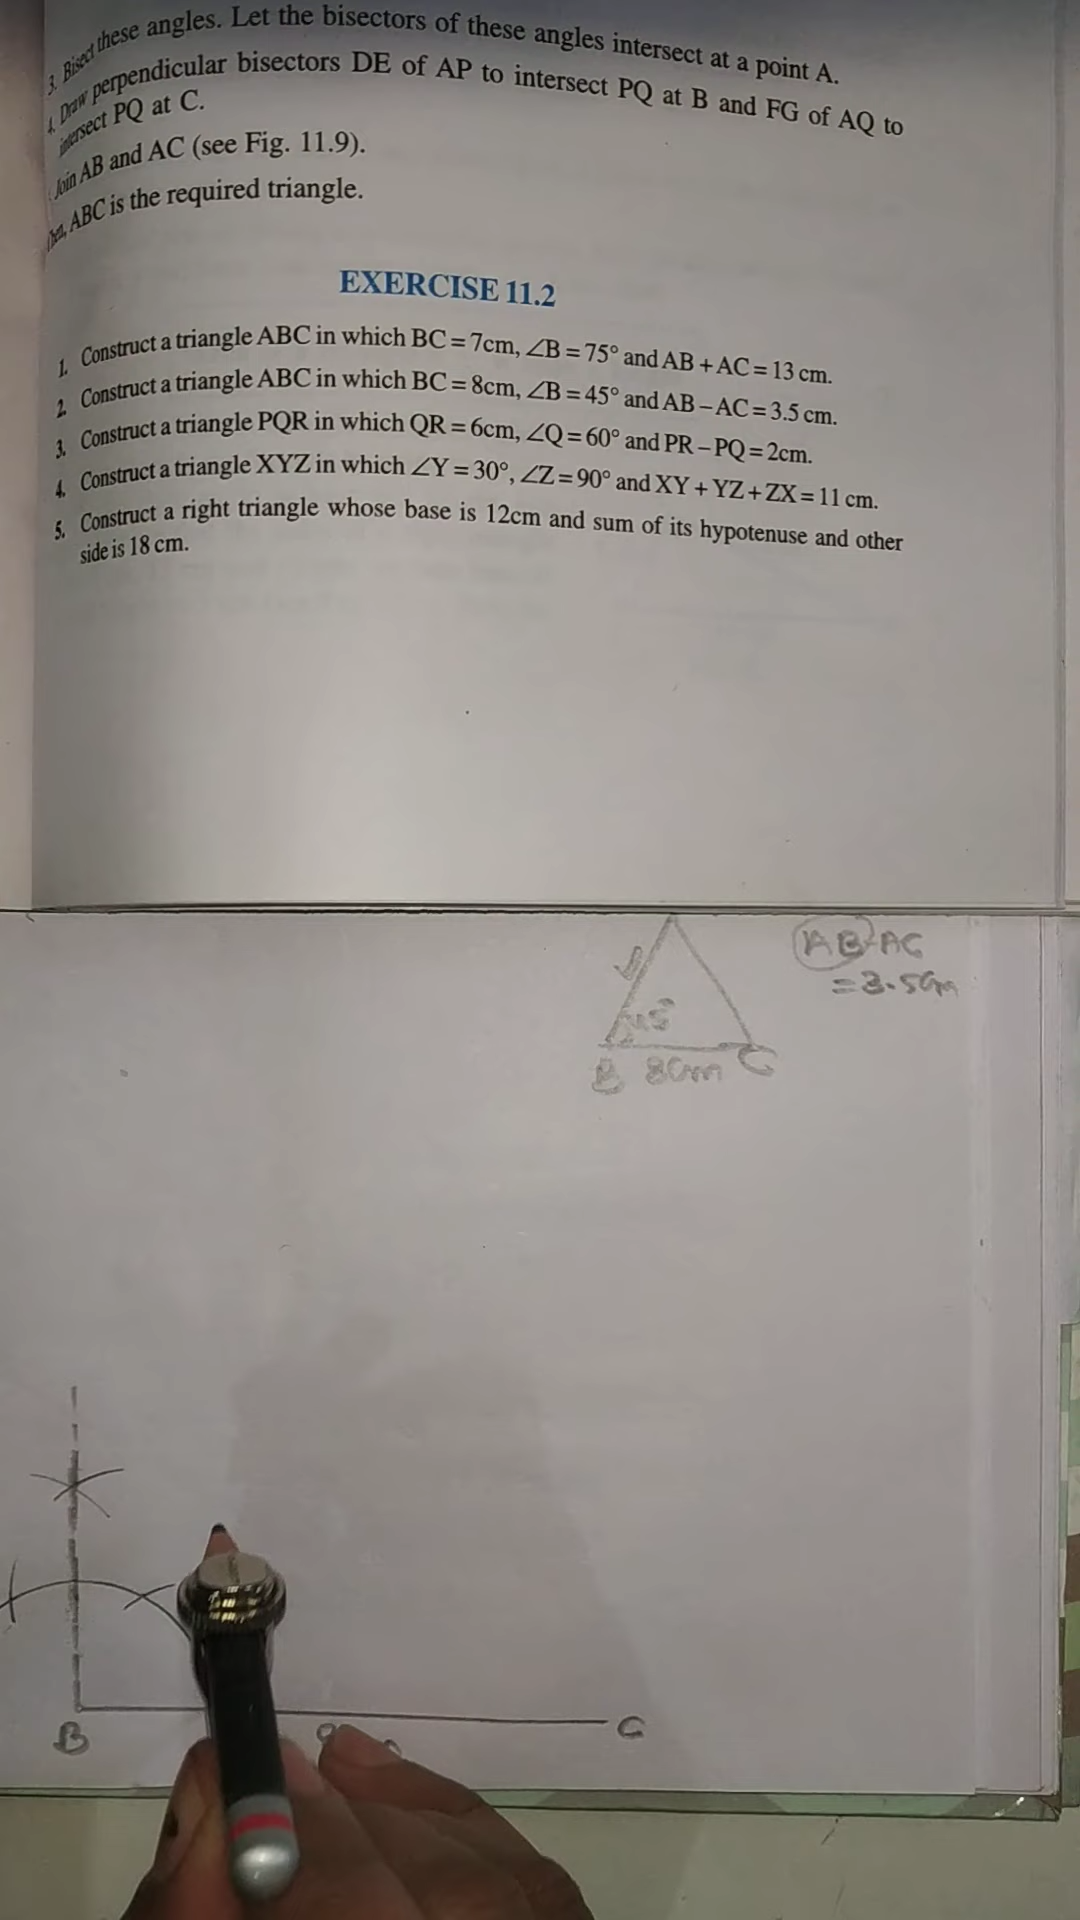 3. Bisect these angles. Let the bisectors of these angles intersect at a point A.
4. Draw perpendicular bisectors DE of AP to intersect PQ at B and FG of AQ to
intersect PQ at C.
Join AB and AC (see Fig. 11.9).
Then, ABC is the required triangle.
EXERCISE 11.2
1. Construct a triangle ABC in which BC = 7cm, ∠B = 75° and AB + AC = 13 cm.
2. Construct a triangle ABC in which BC = 8cm, ∠B = 45° and AB – AC = 3.5 cm.
3. Construct a triangle PQR in which QR = 6cm, ∠Q = 60° and PR – PQ = 2cm.
4. Construct a triangle XYZ in which ∠Y = 30°, ∠Z = 90° and XY + YZ + ZX = 11 cm.
5. Construct a right triangle whose base is 12cm and sum of its hypotenuse and other
side is 18 cm.
AB-AC
=3.5cm
45°
B 8cm C
B C